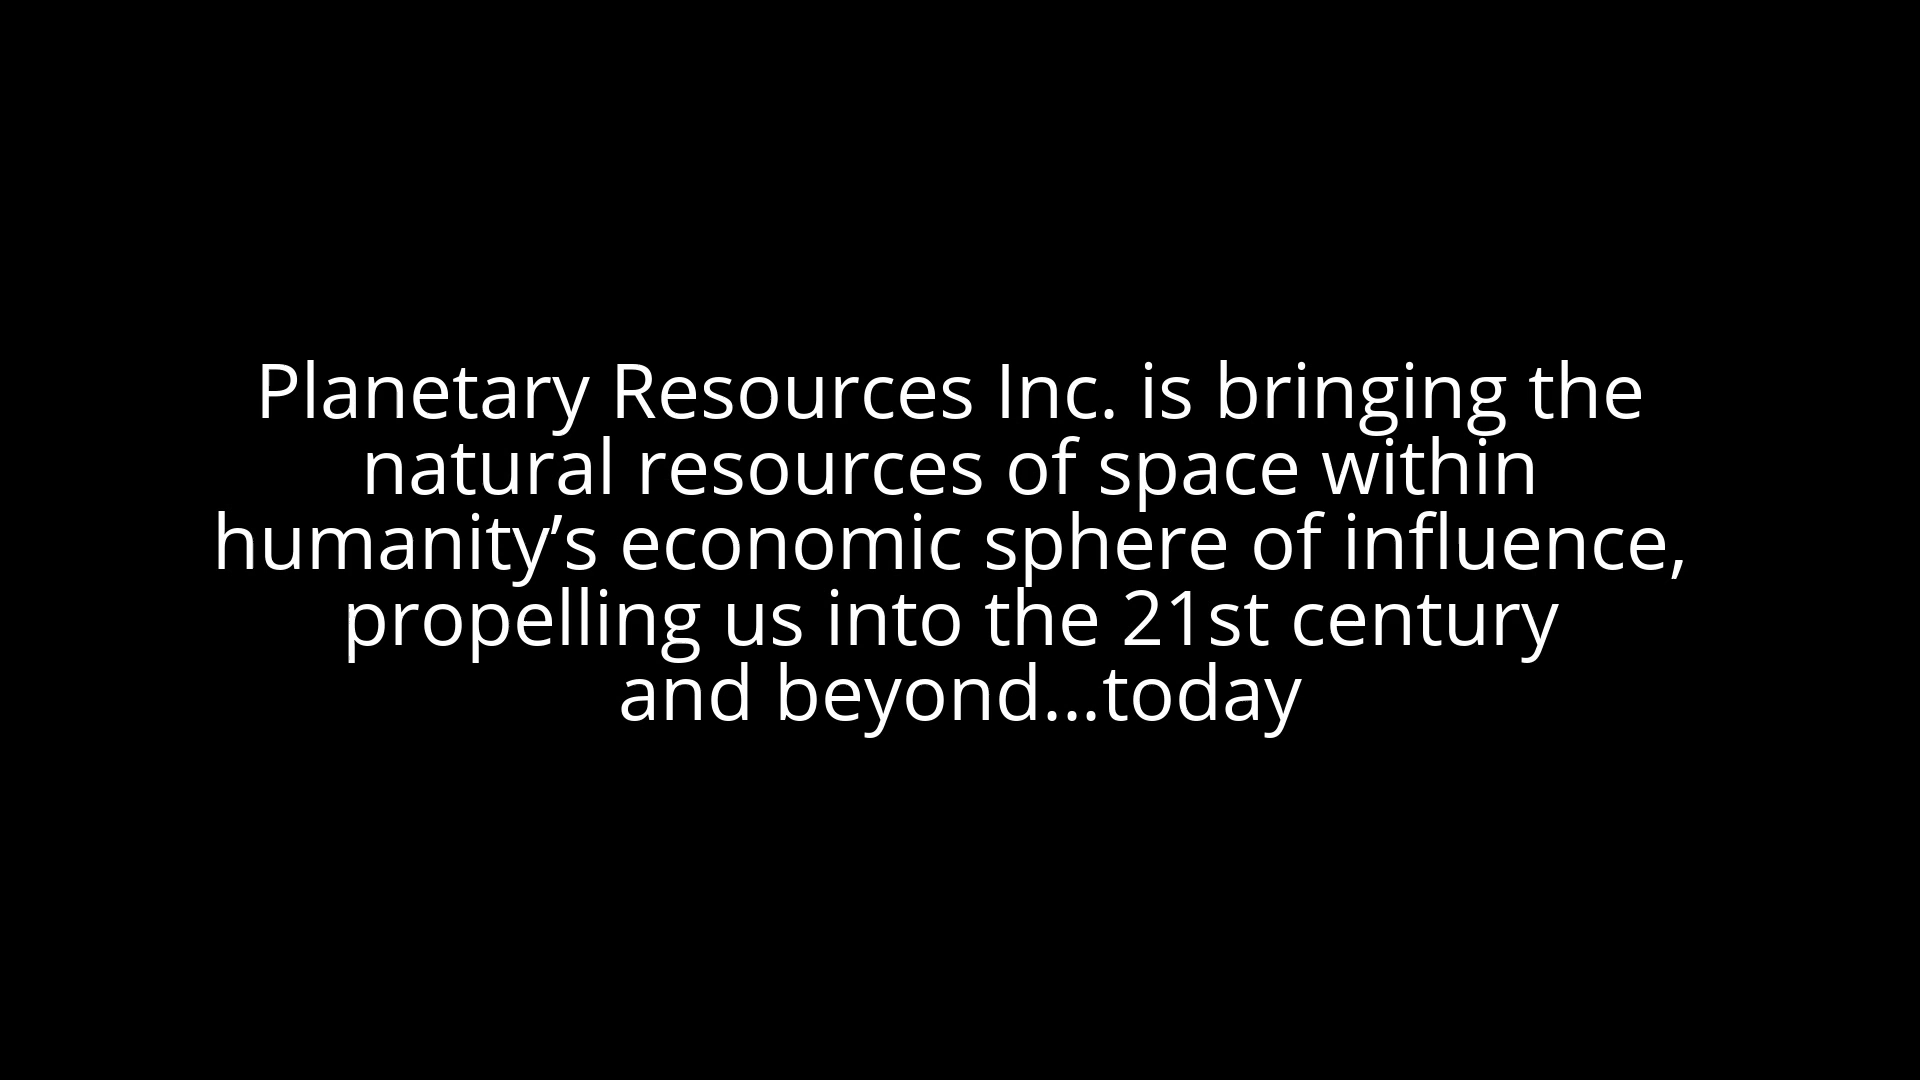 Planetary Resources Inc. is bringing the
natural resources of space within
humanity’s economic sphere of influence,
propelling us into the 21st century
and beyond...today